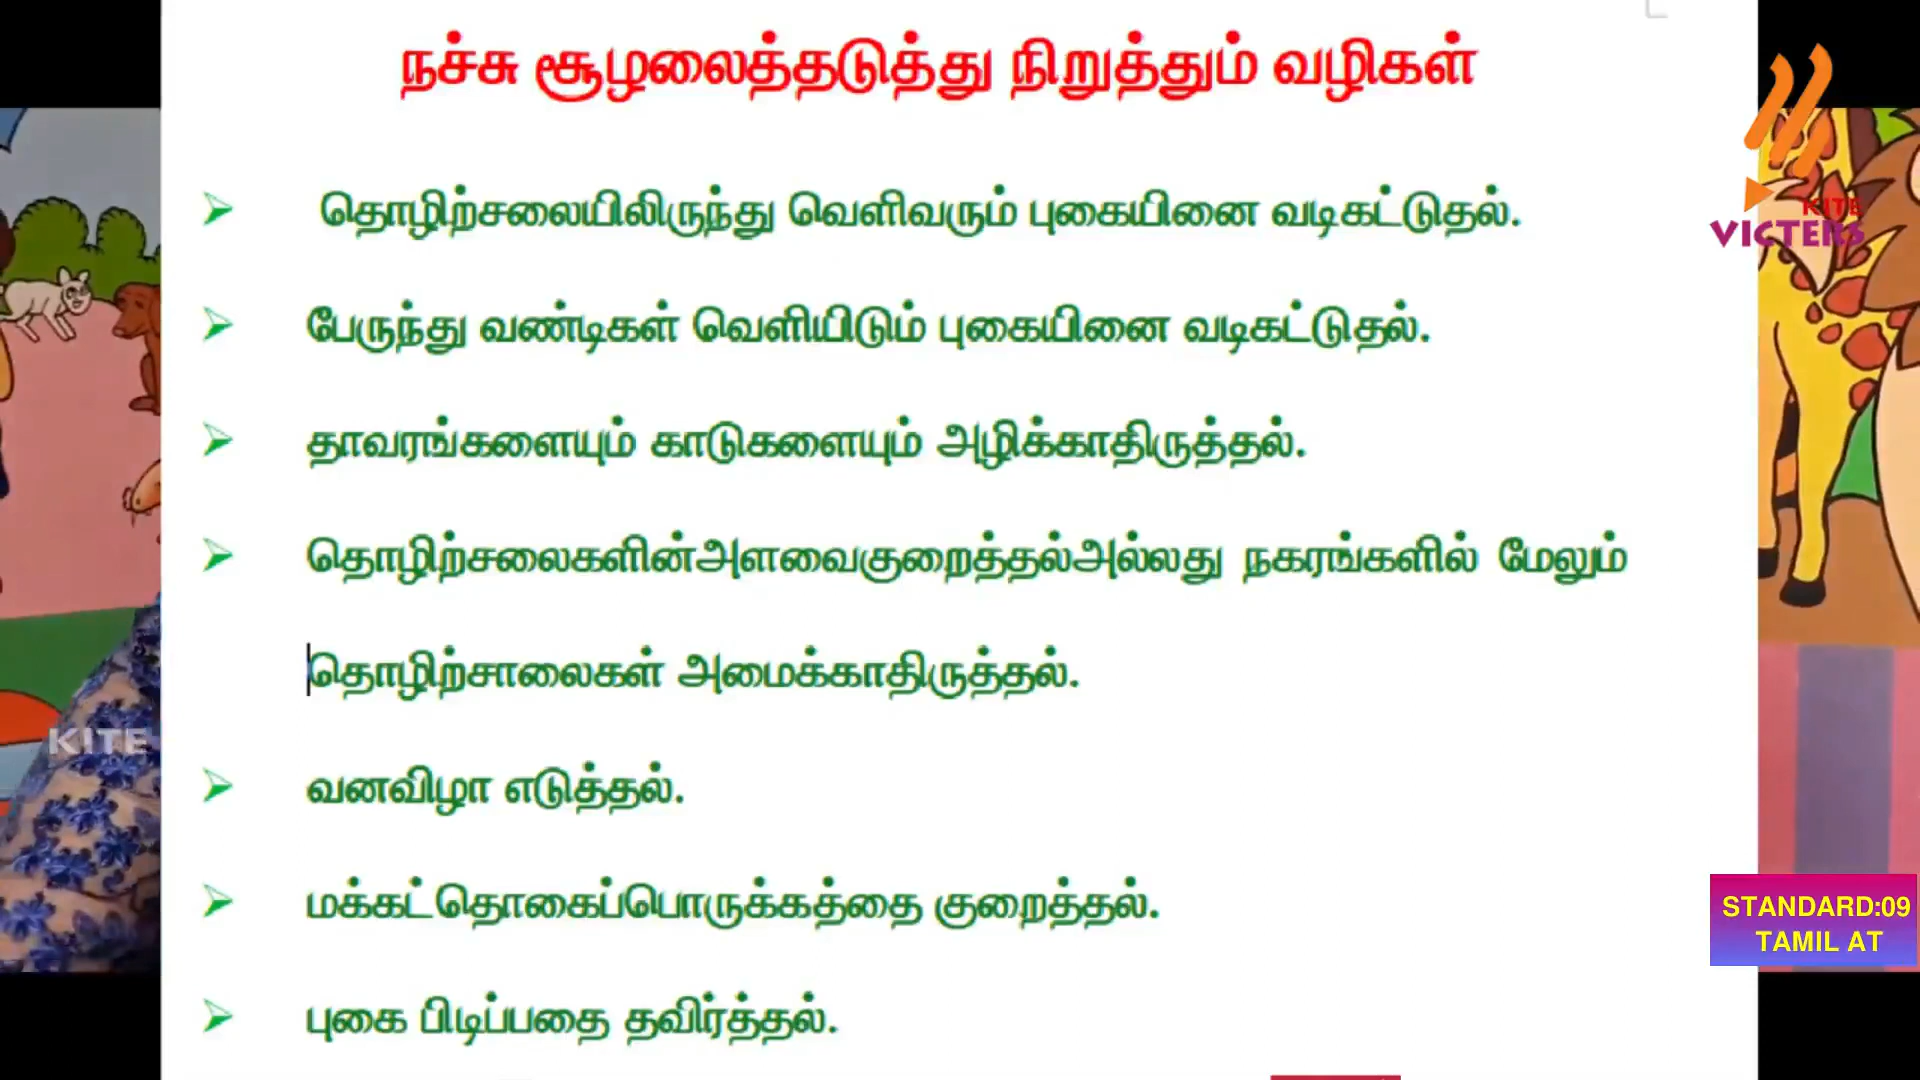 நச்சு சூழலைத்தடுத்து நிறுத்தும் வழிகள்
தொழிற்சலையிலிருந்து வெளிவரும் புகையினை வடிகட்டுதல்.
பேருந்து வண்டிகள் வெளியிடும் புகையினை வடிகட்டுதல்.
தாவரங்களையும் காடுகளையும் அழிக்காதிருத்தல்.
தொழிற்சலைகளின்அளவைகுறைத்தல்அல்லது நகரங்களில் மேலும்
தொழிற்சாலைகள் அமைக்காதிருத்தல்.
வனவிழா எடுத்தல்.
மக்கட்தொகைப்பொருக்கத்தை குறைத்தல்.
புகை பிடிப்பதை தவிர்த்தல்.
KITE
VICTERS
KITE
STANDARD:09
TAMIL AT